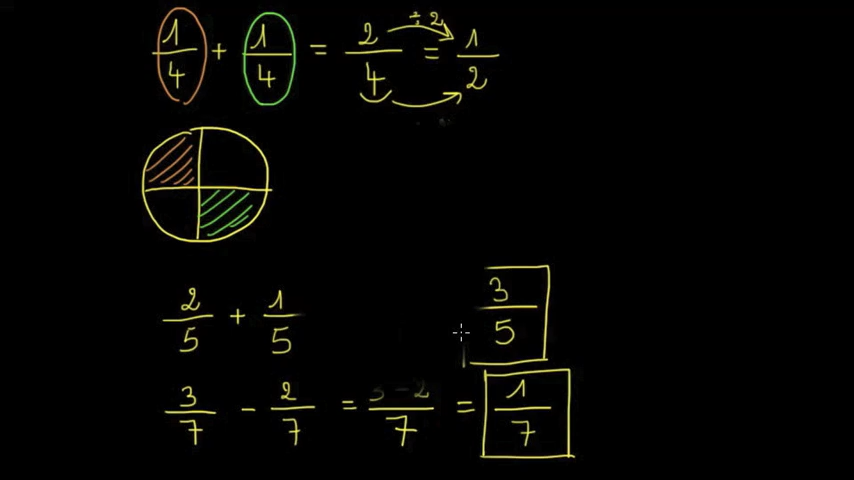 1/4 + 1/4 = 2/4 = 1/2
÷2
2/5 + 1/5 3/5
3/7 - 2/7 = 3-2/7 = 1/7